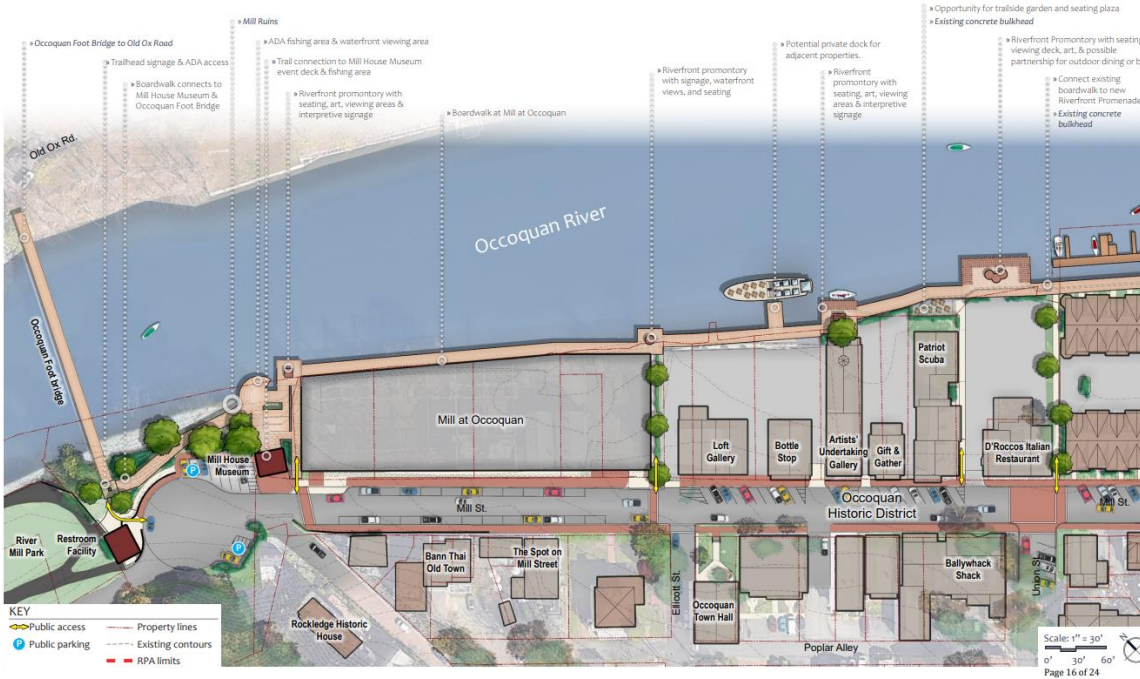 » Occoquan Foot Bridge to Old Ox Road
» Trailhead signage & ADA access
» Boardwalk connects to
Mill House Museum &
Occoquan Foot Bridge
» Mill Ruins
» ADA fishing area & waterfront viewing area
» Trail connection to Mill House Museum
event deck & fishing area
» Riverfront promontory with
seating, art, viewing areas &
interpretive signage
» Boardwalk at Mill at Occoquan
» Riverfront promontory
with signage, waterfront
views, and seating
» Potential private dock for
adjacent properties.
» Riverfront
promontory with
seating, art, viewing
areas & interpretive
signage
» Opportunity for trailside garden and seating plaza
» Existing concrete bulkhead
» Riverfront Promontory with seating
viewing deck, art, & possible
partnership for outdoor dining or b
» Connect existing
boardwalk to new
Riverfront Promenade
» Existing concrete
bulkhead
Old Ox Rd.
Occoquan River
Occoquan Foot bridge
Mill House
Museum
P
Mill at Occoquan
Loft
Gallery
Bottle
Stop
Artists'
Undertaking
Gallery
Gift &
Gather
Patriot
Scuba
D'Roccos Italian
Restaurant
Mill St.
Occoquan
Historic District
Mill St.
River
Mill Park
Restroom
Facility
P
Rockledge Historic
House
Bann Thai
Old Town
The Spot on
Mill Street
Ellicott St.
Occoquan
Town Hall
Ballywhack
Shack
Union St.
Poplar Alley
KEY
Public access
Property lines
P Public parking
Existing contours
RPA limits
Scale: 1" = 30'
0' 30' 60'
Page 16 of 24